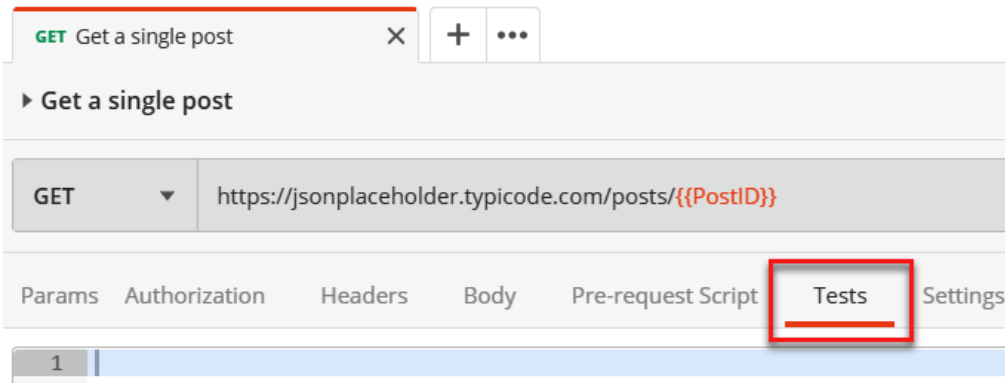 GET Get a single post
Get a single post
GET https://jsonplaceholder.typicode.com/posts/{{PostID}}
Params Authorization Headers Body Pre-request Script Tests Settings
1